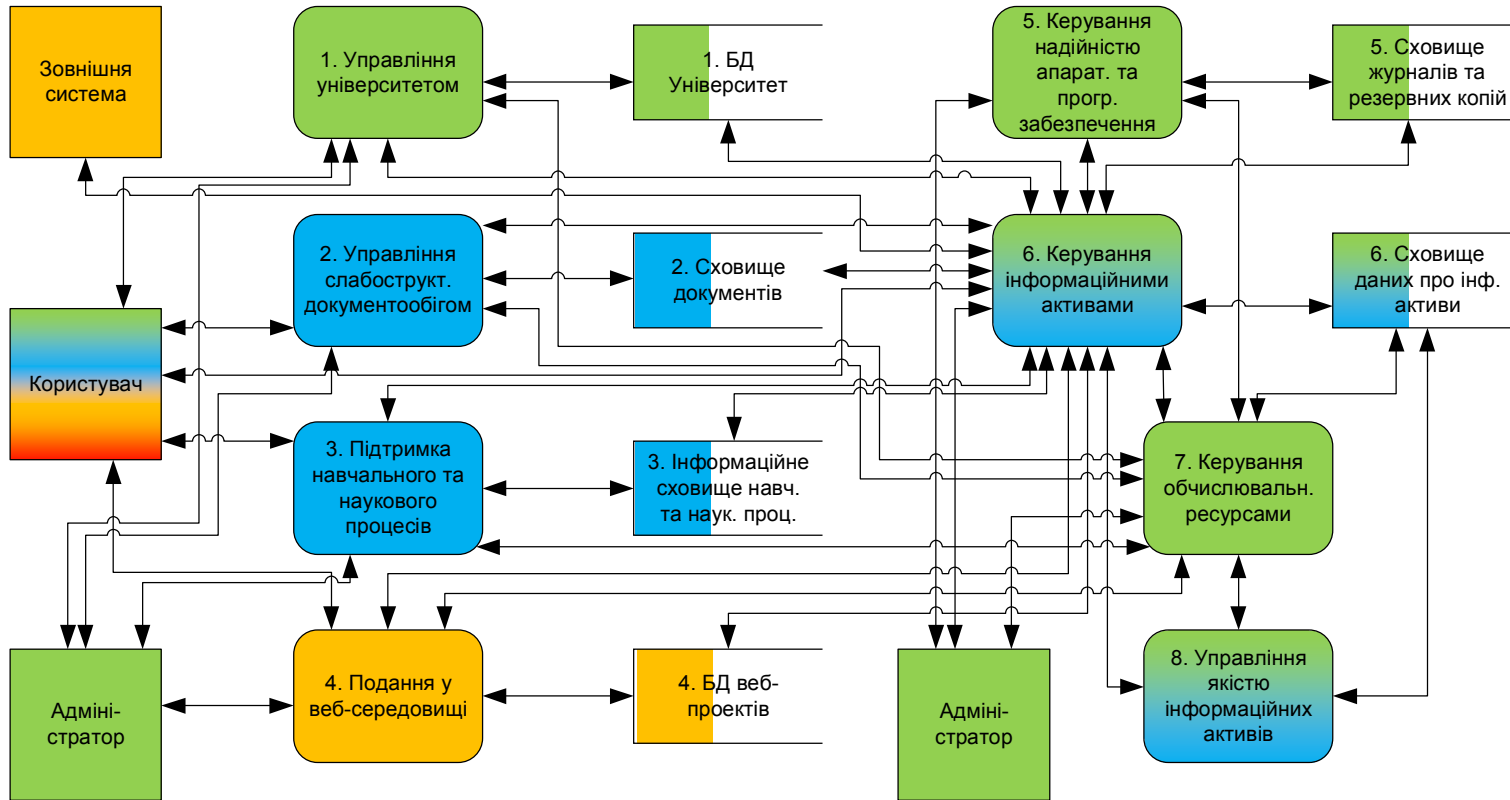 Зовнішня
система
1. Управління
університетом
1. БД
Університет
5. Керування
надійністю
апарат. та
прогр.
забезпечення
5. Сховище
журналів та
резервних копій
2. Управління
слабострукт.
документообігом
2. Сховище
документів
6. Керування
інформаційними
активами
6. Сховище
даних про інф.
активи
Користувач
3. Підтримка
навчального та
наукового
процесів
3. Інформаційне
сховище навч.
та наук. проц.
7. Керування
обчислювальн.
ресурсами
Адміні-
стратор
4. Подання у
веб-середовищі
4. БД веб-
проектів
Адміні-
стратор
8. Управління
якістю
інформаційних
активів